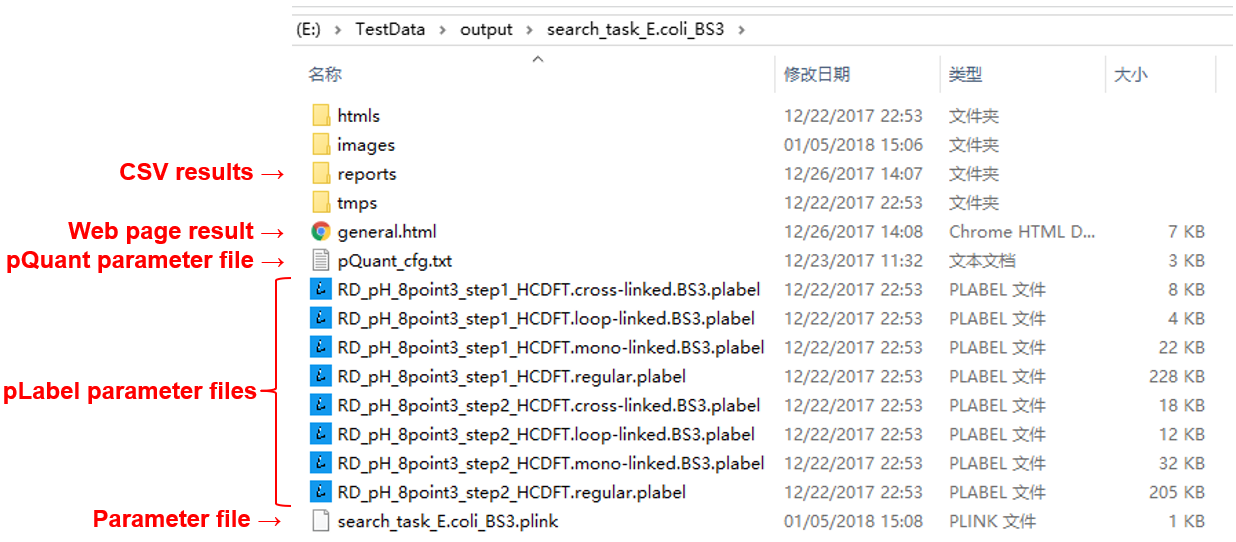 (E:) > TestData > output > search_task_E.coli_BS3 >
名称 修改日期 类型 大小
htmls 12/22/2017 22:53 文件夹
images 01/05/2018 15:06 文件夹
CSV results → reports 12/26/2017 14:07 文件夹
tmps 12/22/2017 22:53 文件夹
Web page result → general.html 12/26/2017 14:08 Chrome HTML D... 7 KB
pQuant parameter file → pQuant_cfg.txt 12/23/2017 11:32 文本文档 3 KB
RD_pH_8point3_step1_HCDFT.cross-linked.BS3.plabel 12/22/2017 22:53 PLABEL 文件 8 KB
RD_pH_8point3_step1_HCDFT.loop-linked.BS3.plabel 12/22/2017 22:53 PLABEL 文件 4 KB
RD_pH_8point3_step1_HCDFT.mono-linked.BS3.plabel 12/22/2017 22:53 PLABEL 文件 22 KB
RD_pH_8point3_step1_HCDFT.regular.plabel 12/22/2017 22:53 PLABEL 文件 228 KB
pLabel parameter files
RD_pH_8point3_step2_HCDFT.cross-linked.BS3.plabel 12/22/2017 22:53 PLABEL 文件 18 KB
RD_pH_8point3_step2_HCDFT.loop-linked.BS3.plabel 12/22/2017 22:53 PLABEL 文件 12 KB
RD_pH_8point3_step2_HCDFT.mono-linked.BS3.plabel 12/22/2017 22:53 PLABEL 文件 32 KB
RD_pH_8point3_step2_HCDFT.regular.plabel 12/22/2017 22:53 PLABEL 文件 205 KB
Parameter file → search_task_E.coli_BS3.plink 01/05/2018 15:08 PLINK 文件 1 KB